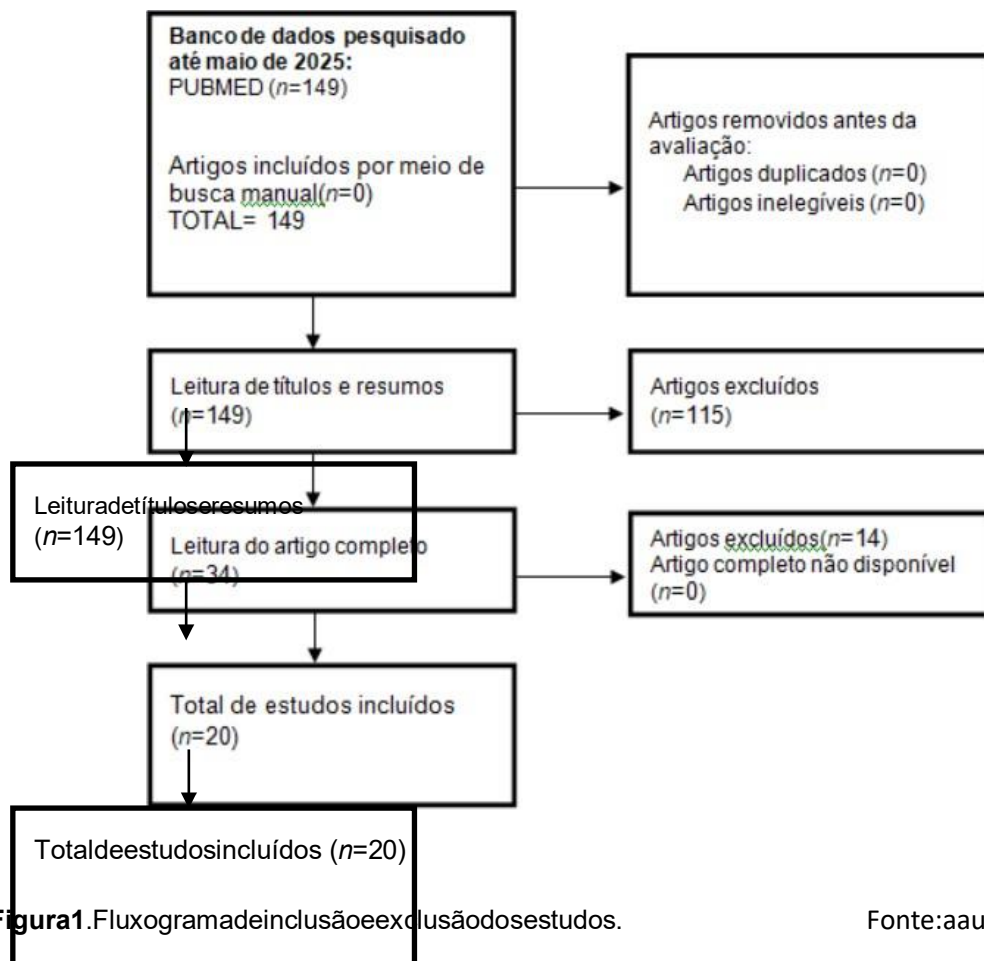 Banco de dados pesquisado
até maio de 2025:
PUBMED (n=149)
Artigos incluídos por meio de
busca manual(n=0)
TOTAL= 149
Artigos removidos antes da
avaliação:
Artigos duplicados (n=0)
Artigos inelegíveis (n=0)
Leitura de títulos e resumos
(n=149)
Artigos excluídos
(n=115)
Leituradetítuloseresumos
(n=149)
Leitura do artigo completo
(n=34)
Artigos excluídos(n=14)
Artigo completo não disponível
(n=0)
Total de estudos incluídos
(n=20)
Totaldeestudosincluídos (n=20)
Figura1.Fluxogramadeinclusãoeexclusãodosestudos. Fonte:aau